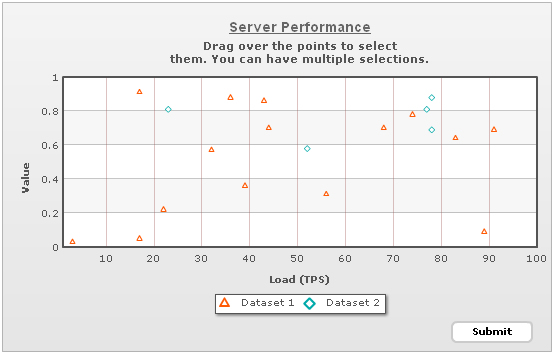 Server Performance
Drag over the points to select
them. You can have multiple selections.
1
0.8
0.6
0.4
0.2
0
Value
10 20 30 40 50 60 70 80 90 100
Load (TPS)
Dataset 1 Dataset 2
Submit